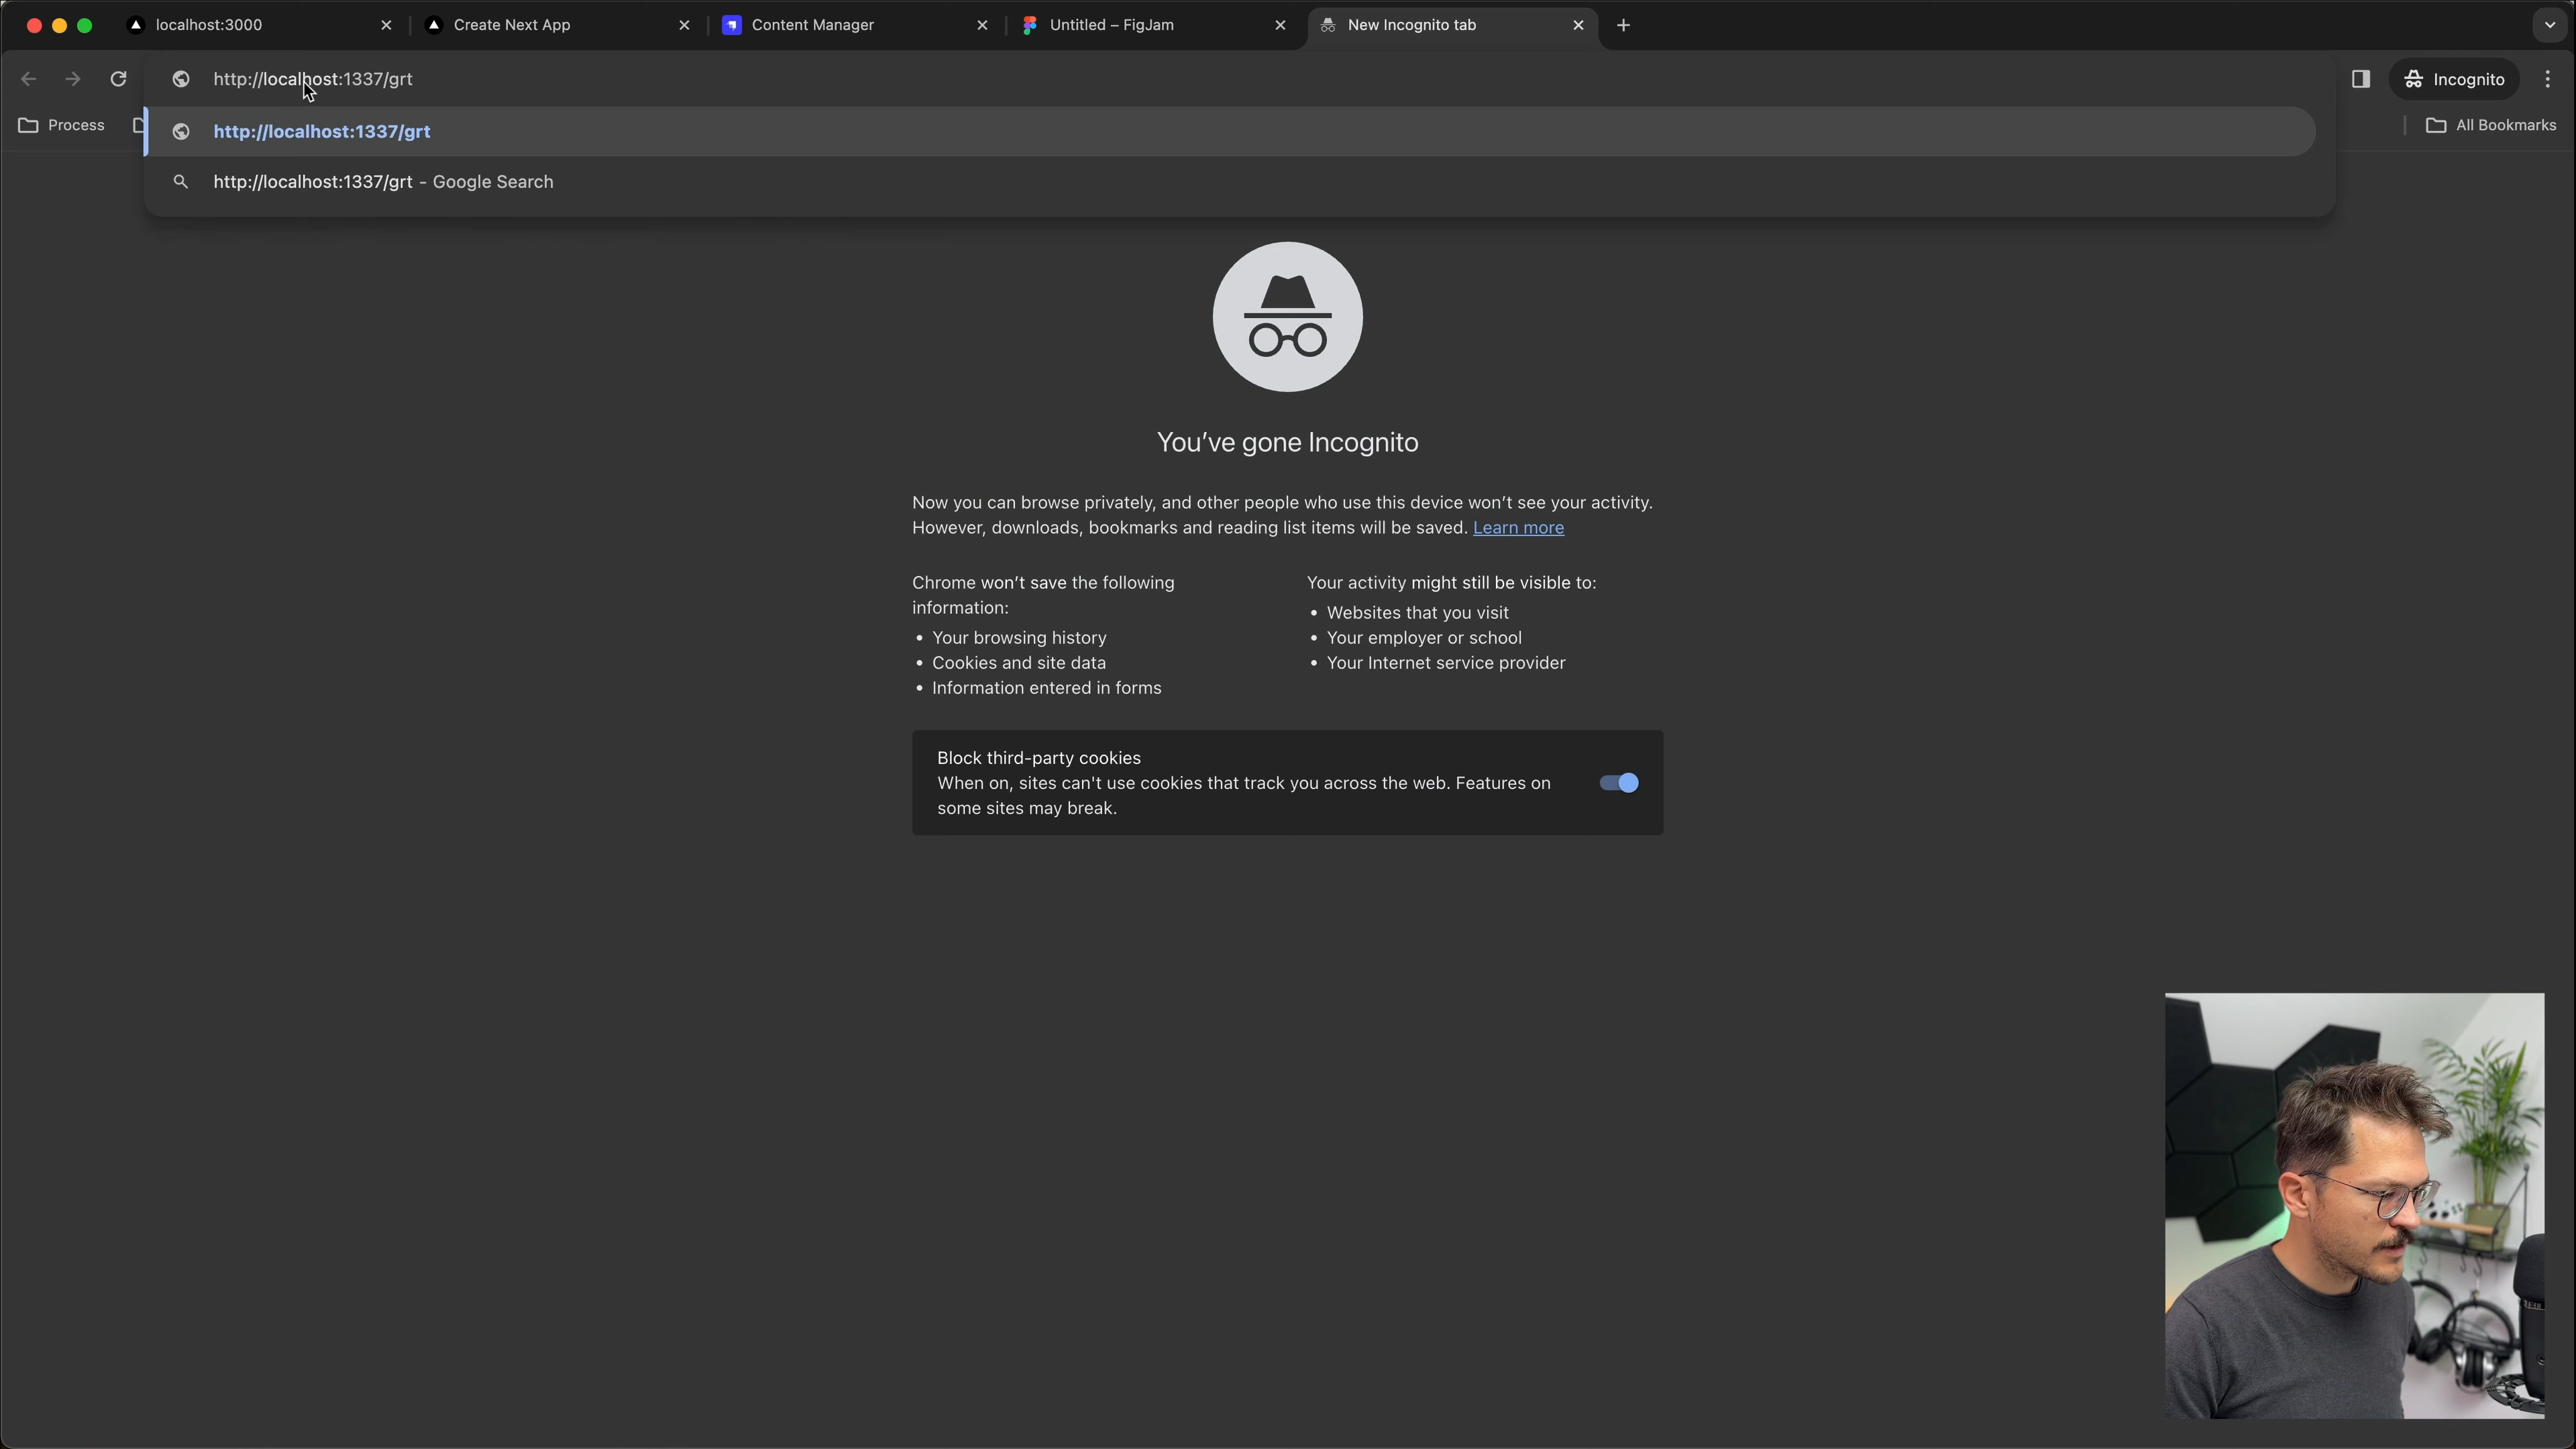 localhost:3000
Create Next App
Content Manager
Untitled – FigJam
New Incognito tab
http://localhost:1337/grt
Incognito
Process
http://localhost:1337/grt
All Bookmarks
http://localhost:1337/grt - Google Search
You've gone Incognito
Now you can browse privately, and other people who use this device won't see your activity.
However, downloads, bookmarks and reading list items will be saved. Learn more
Chrome won't save the following
information:
• Your browsing history
• Cookies and site data
• Information entered in forms
Your activity might still be visible to:
• Websites that you visit
• Your employer or school
• Your Internet service provider
Block third-party cookies
When on, sites can't use cookies that track you across the web. Features on
some sites may break.